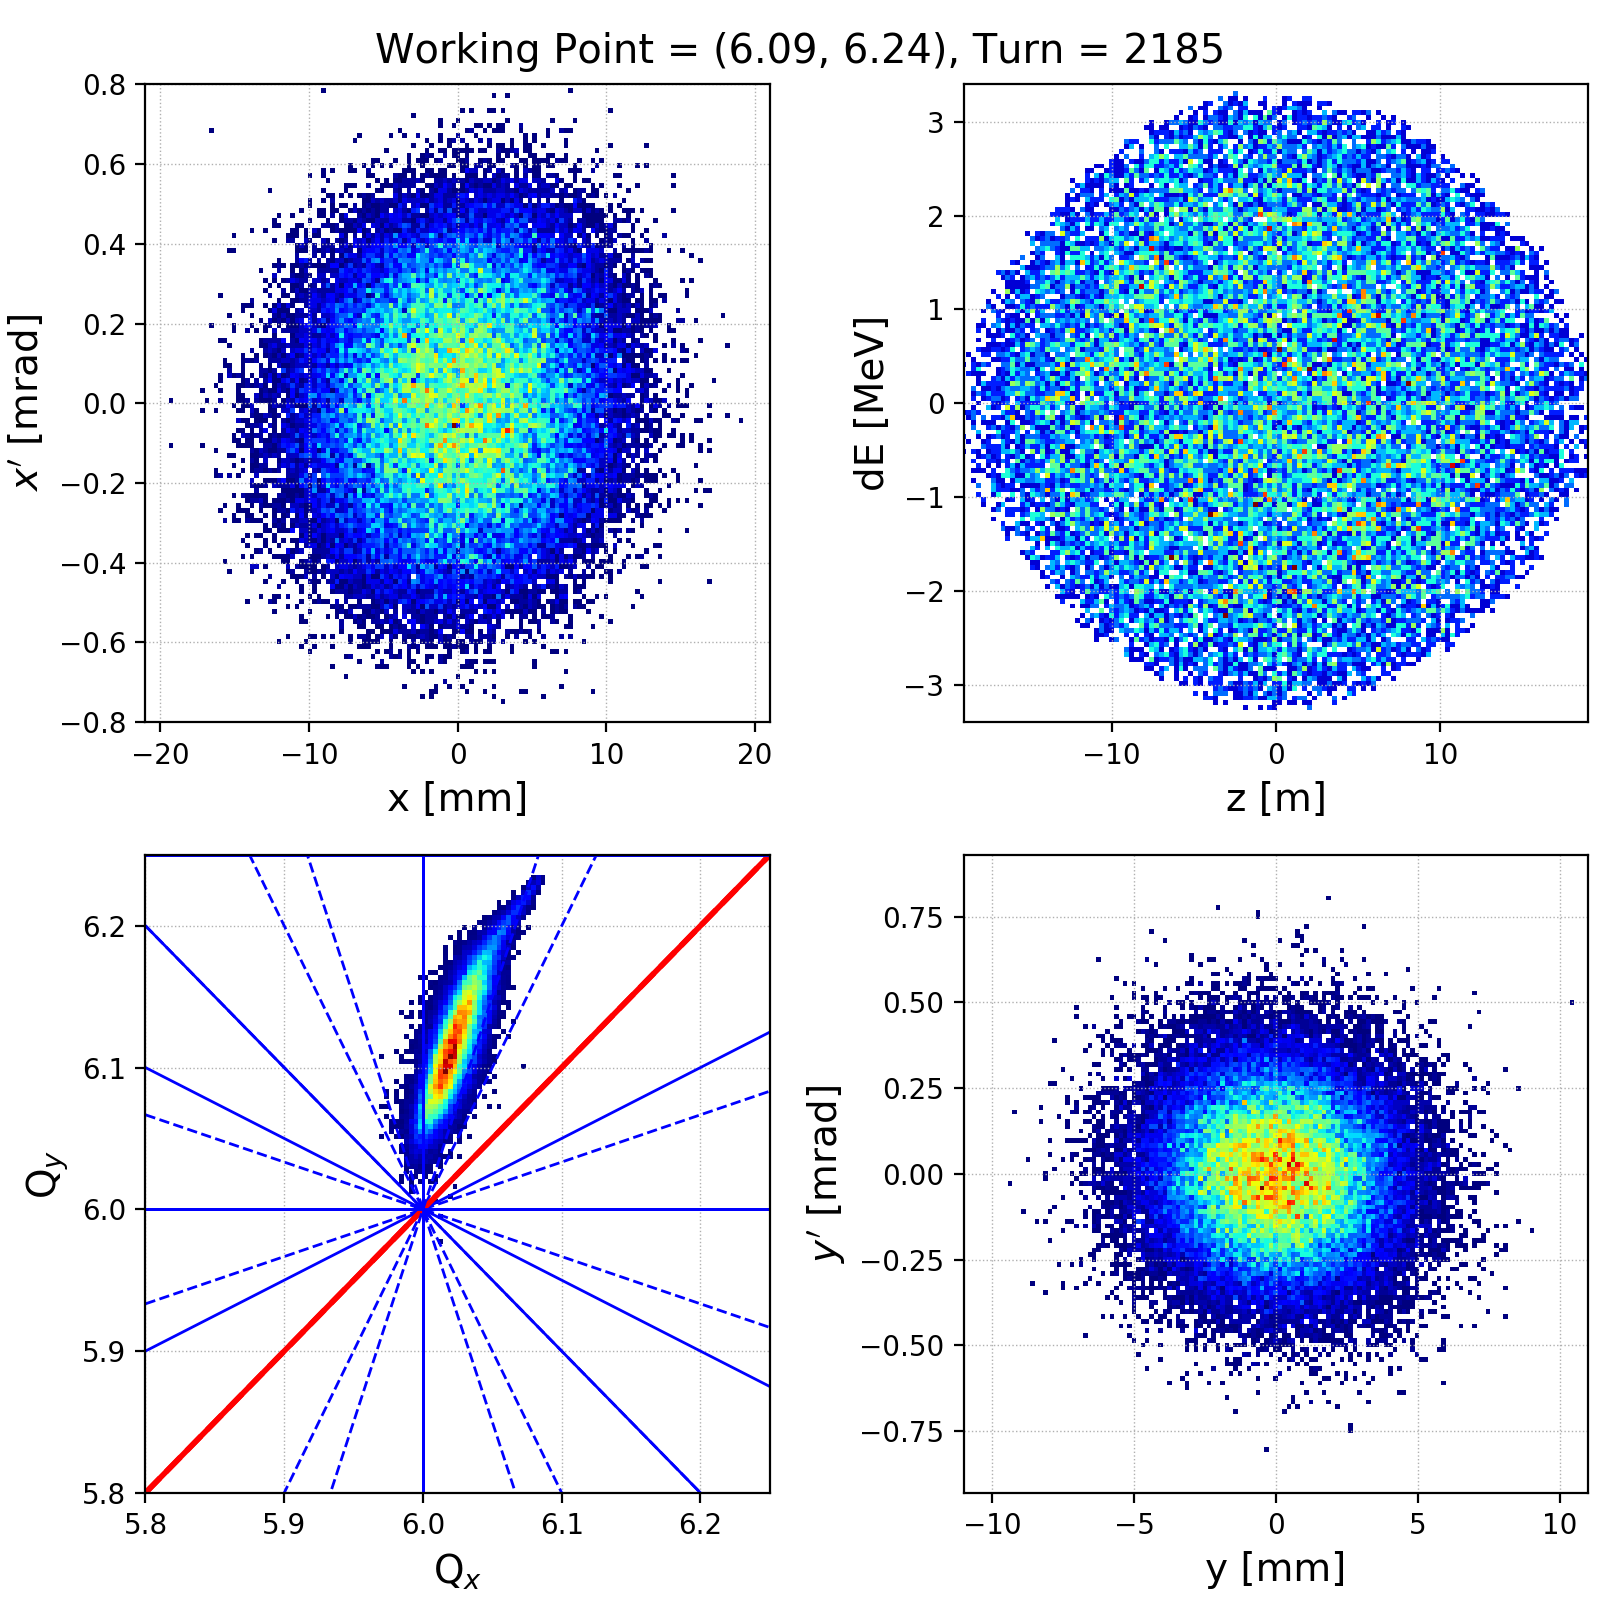 Working Point = (6.09, 6.24), Turn = 2185
0.8
0.6
0.4
0.2
0.0
−0.2
−0.4
−0.6
−0.8
x′ [mrad]
−20 −10 0 10 20
x [mm]
3
2
1
0
−1
−2
−3
dE [MeV]
−10 0 10
z [m]
6.2
6.1
6.0
5.9
5.8
Qy
5.8 5.9 6.0 6.1 6.2
Qx
0.75
0.50
0.25
0.00
−0.25
−0.50
−0.75
y′ [mrad]
−10 −5 0 5 10
y [mm]